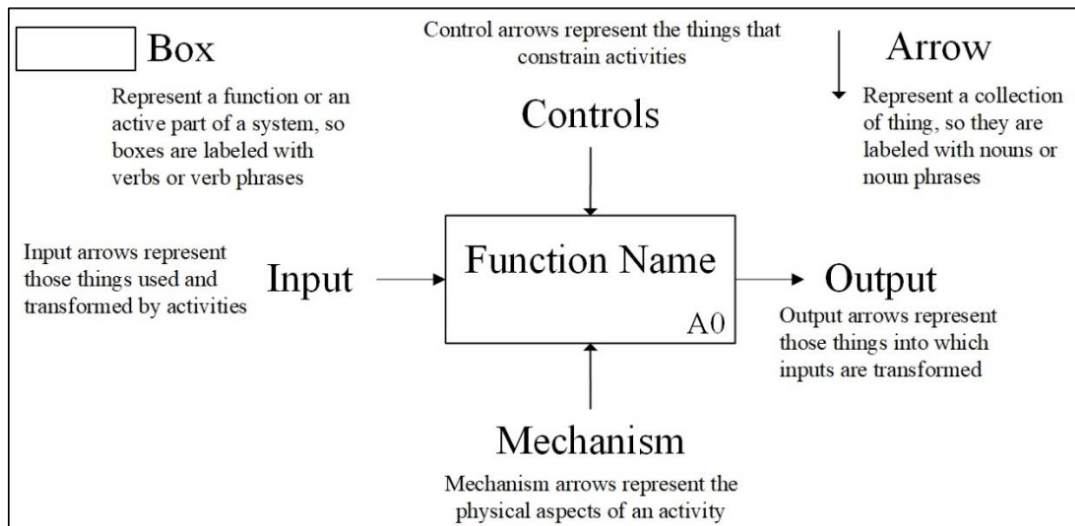 Box
Represent a function or an
active part of a system, so
boxes are labeled with
verbs or verb phrases
Control arrows represent the things that
constrain activities
Controls
Arrow
Represent a collection
of thing, so they are
labeled with nouns or
noun phrases
Input arrows represent
those things used and
transformed by activities
Input
Function Name
A0
Output
Output arrows represent
those things into which
inputs are transformed
Mechanism
Mechanism arrows represent the
physical aspects of an activity